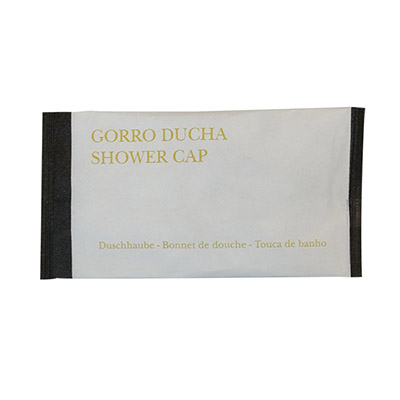 GORRO DUCHA
SHOWER CAP
Duschhaube - Bonnet de douche - Touca de banho